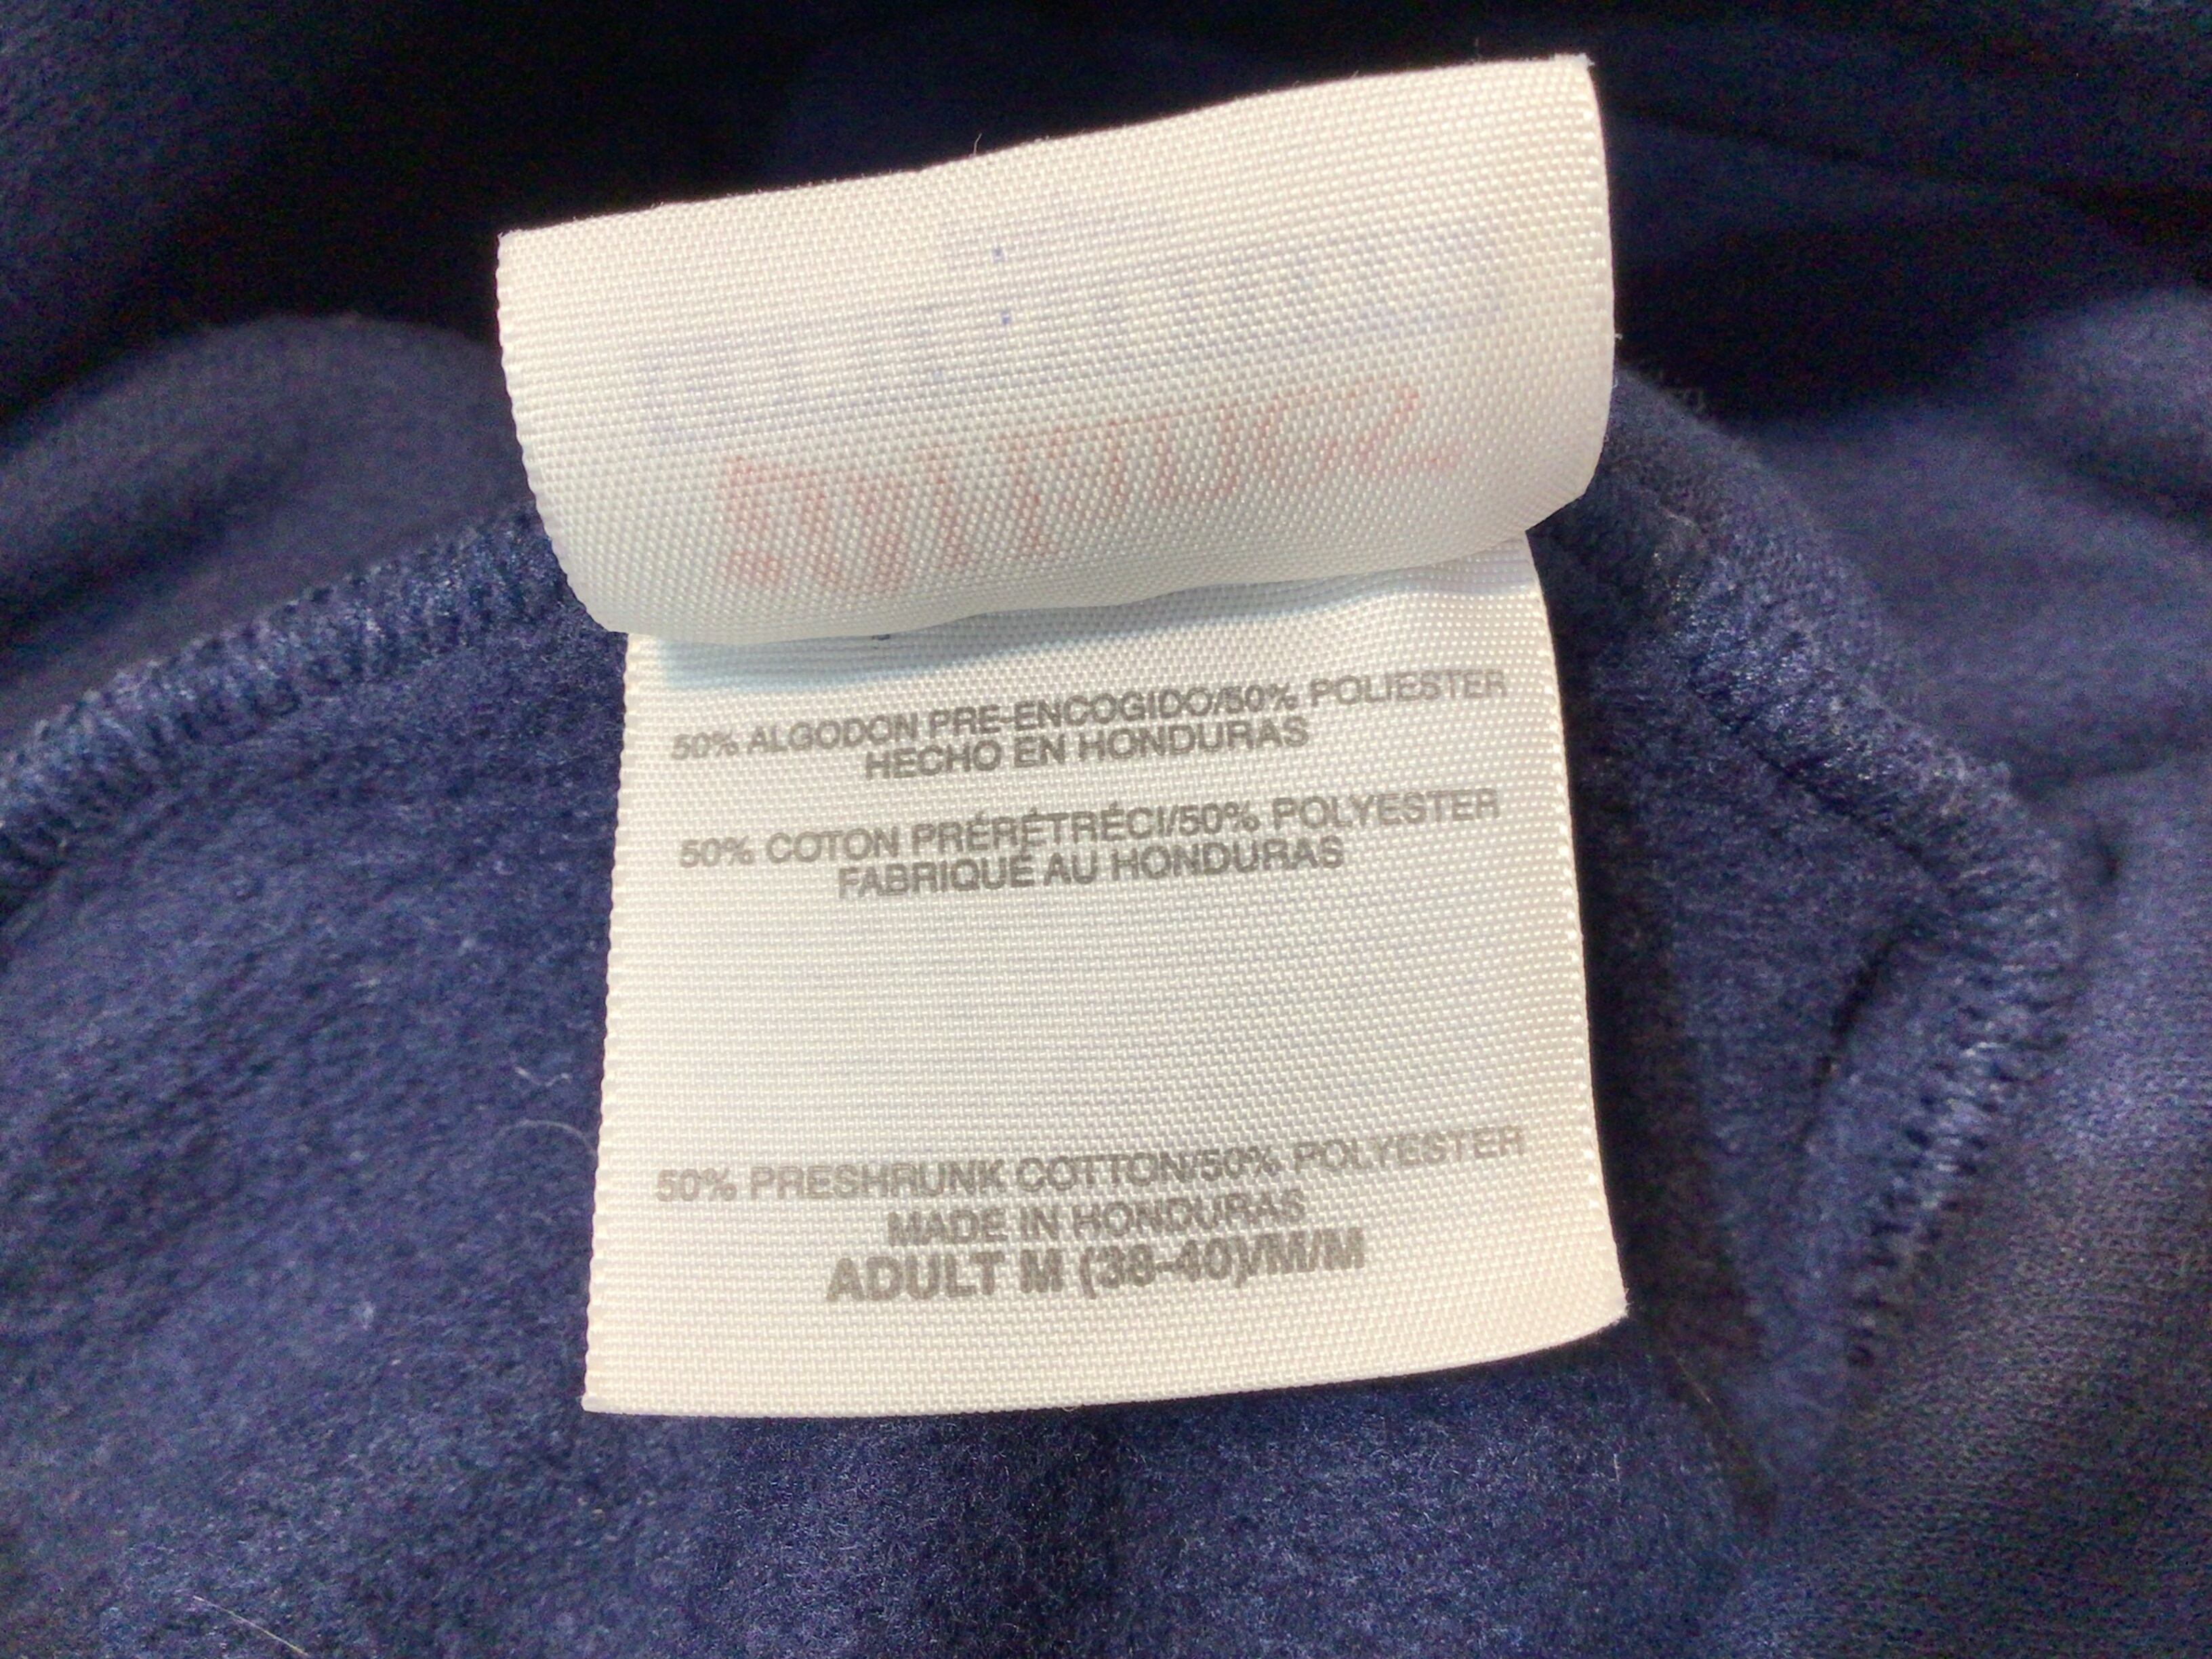 50% ALGODON PRE-ENCOGIDO/50% POLIESTER
HECHO EN HONDURAS
50% COTON PRÉRÉTRÉCI/50% POLYESTER
FABRIQUÉ AU HONDURAS
50% PRESHRUNK COTTON/50% POLYESTER
MADE IN HONDURAS
ADULT M (38-40)/M/M